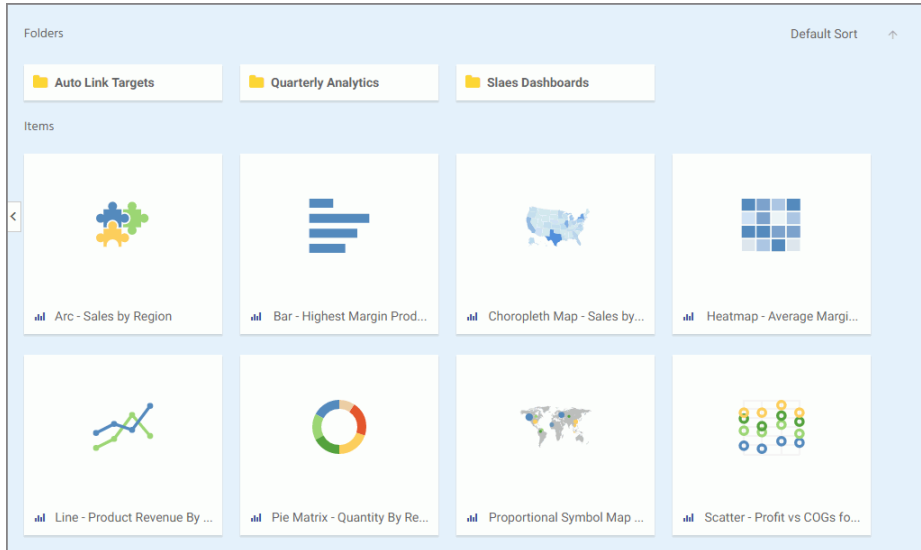 Folders
Default Sort
Auto Link Targets
Quarterly Analytics
Slaes Dashboards
Items
Arc - Sales by Region
Bar - Highest Margin Prod...
Choropleth Map - Sales by...
Heatmap - Average Margi...
Line - Product Revenue By ...
Pie Matrix - Quantity By Re...
Proportional Symbol Map ...
Scatter - Profit vs COGs fo...